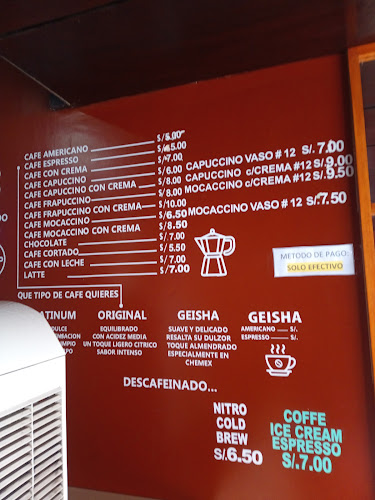 CAFE AMERICANO S/5.00
CAFE ESPRESSO S/5.00
CAFE CON CREMA S/7.00
CAFE CAPUCCINO S/6.00
CAFE CAPUCCINO CON CREMA S/8.00
CAFE FRAPUCCINO S/8.00
CAFE FRAPUCCINO CON CREMA S/10.00
CAFE MOCACCINO S/6.50
CAFE MOCACCINO CON CREMA S/8.50
CHOCOLATE S/7.00
CAFE CORTADO S/5.50
CAFE CON LECHE S/7.00
LATTE S/7.00
CAPUCCINO VASO # 12 S/.7.00
CAPUCCINO c/CREMA #12 S/.9.00
MOCACCINO c/CREMA #12 S/.9.50
MOCACCINO VASO # 12 S/.7.50
METODO DE PAGO:
SOLO EFECTIVO
QUE TIPO DE CAFE QUIERES
ORIGINAL
EQUILIBRADO
CON ACIDEZ MEDIA
UN TOQUE LIGERO CITRICO
SABOR INTENSO
GEISHA
SUAVE Y DELICADO
RESALTA SU DULZOR
TOQUE ALMENDRADO
ESPECIALMENTE EN
CHEMEX
GEISHA
AMERICANO S/.
ESPRESSO S/.
DESCAFEINADO...
NITRO
COLD
BREW
S/.6.50
COFFE
ICE CREAM
ESPRESSO
S/.7.00